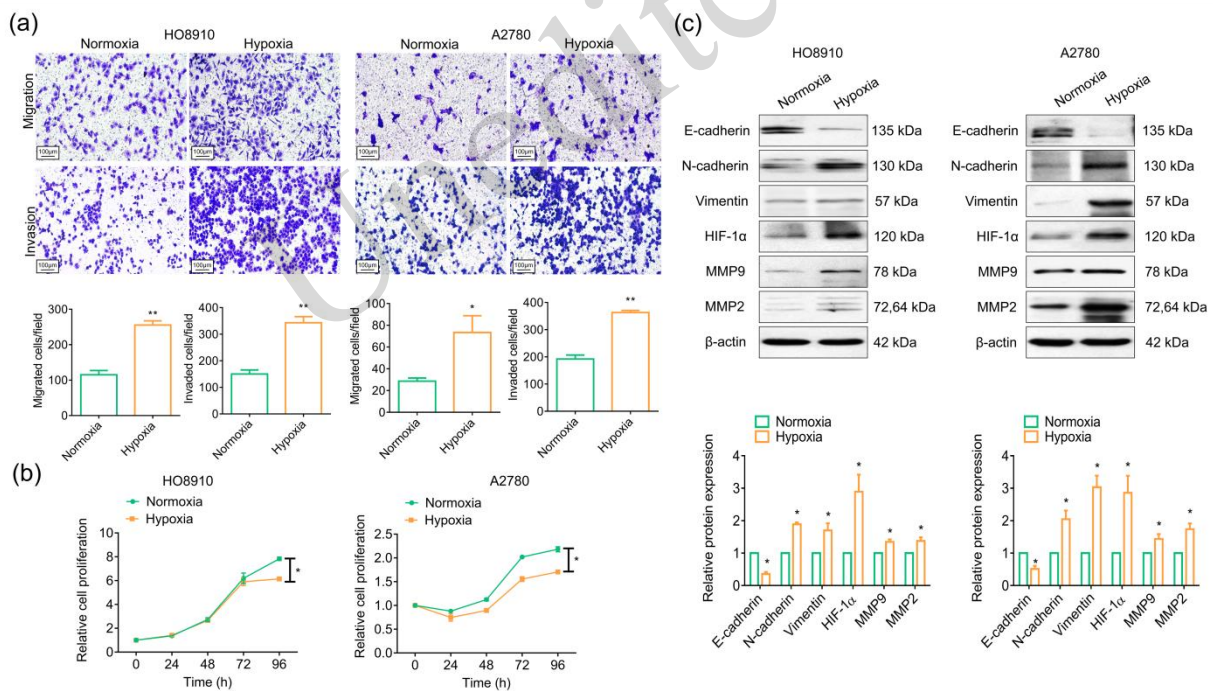 (a)
HO8910
Normoxia Hypoxia
A2780
Normoxia Hypoxia
Migration
100μm 100μm 100μm 100μm
Invasion
100μm 100μm 100μm 100μm
Migrated cells/field
300
200
100
0
**
Normoxia
Hypoxia
Invaded cells/field
500
400
300
200
100
0
**
Normoxia
Hypoxia
Migrated cells/field
100
80
60
40
20
0
*
Normoxia
Hypoxia
Invaded cells/field
400
300
200
100
0
**
Normoxia
Hypoxia
(b)
HO8910
Normoxia
Hypoxia
Relative cell proliferation
10
8
6
4
2
0
*
0 24 48 72 96
Time (h)
A2780
Normoxia
Hypoxia
Relative cell proliferation
2.5
2.0
1.5
1.0
0.5
0.0
*
0 24 48 72 96
Time (h)
(c)
HO8910
Normoxia Hypoxia
E-cadherin 135 kDa
N-cadherin 130 kDa
Vimentin 57 kDa
HIF-1α 120 kDa
MMP9 78 kDa
MMP2 72,64 kDa
β-actin 42 kDa
A2780
Normoxia Hypoxia
E-cadherin 135 kDa
N-cadherin 130 kDa
Vimentin 57 kDa
HIF-1α 120 kDa
MMP9 78 kDa
MMP2 72,64 kDa
β-actin 42 kDa
Normoxia
Hypoxia
Relative protein expression
4
3
2
1
0
* * * * * *
E-cadherin
N-cadherin
Vimentin
HIF-1α
MMP9
MMP2
Normoxia
Hypoxia
Relative protein expression
4
3
2
1
0
* * * * * *
E-cadherin
N-cadherin
Vimentin
HIF-1α
MMP9
MMP2
Unedite